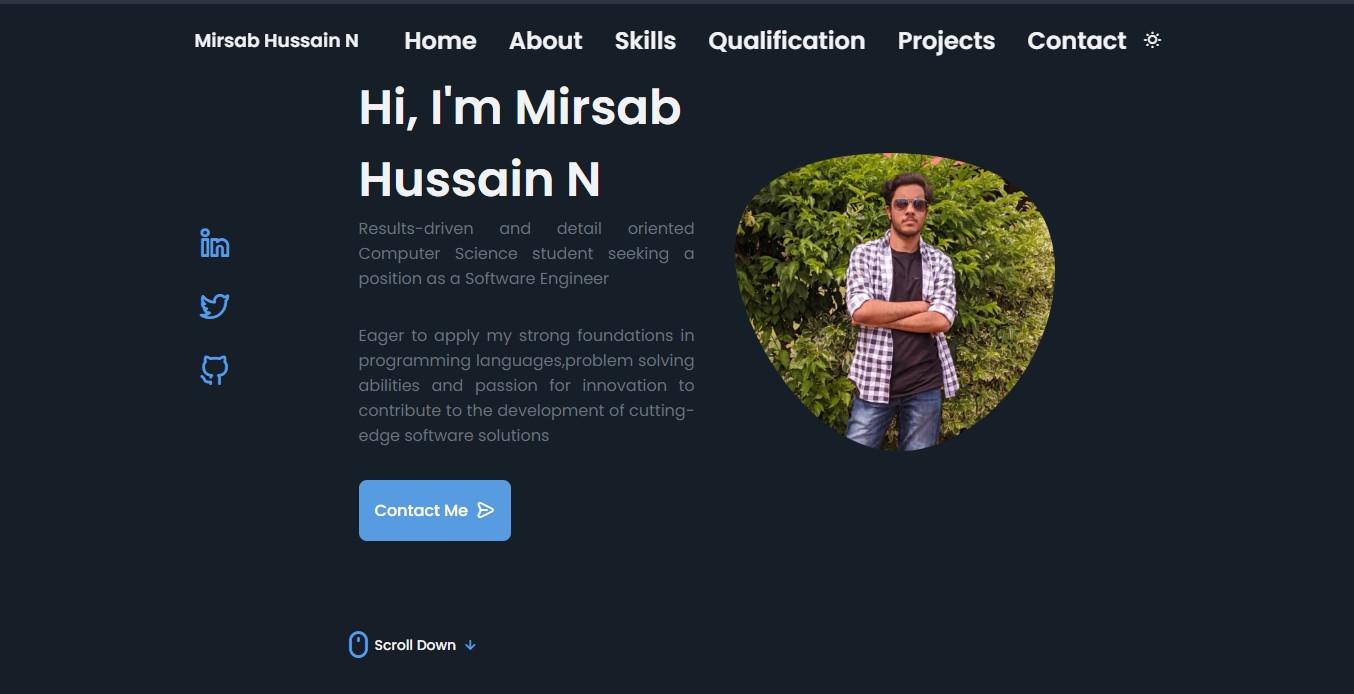 Mirsab Hussain N Home About Skills Qualification Projects Contact
Hi, I'm Mirsab
Hussain N
Results-driven and detail oriented
Computer Science student seeking a
position as a Software Engineer
Eager to apply my strong foundations in
programming languages,problem solving
abilities and passion for innovation to
contribute to the development of cutting-
edge software solutions
Contact Me
Scroll Down